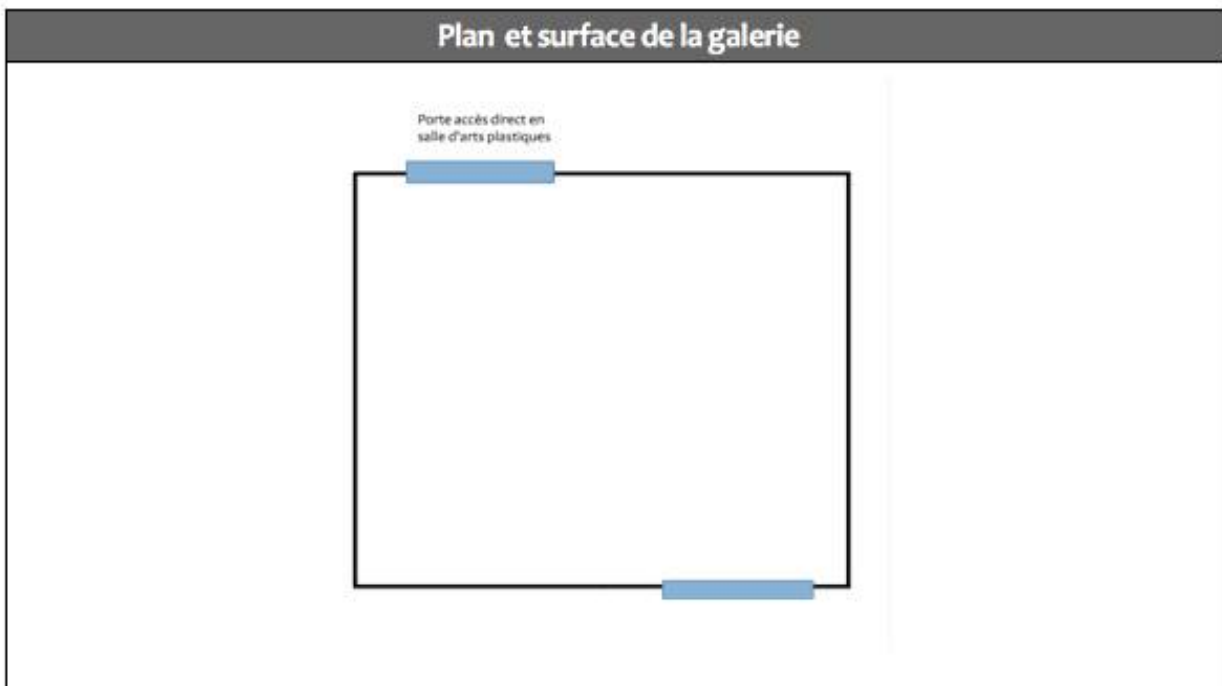 Plan et surface de la galerie
Porte accès direct en
salle d'arts plastiques